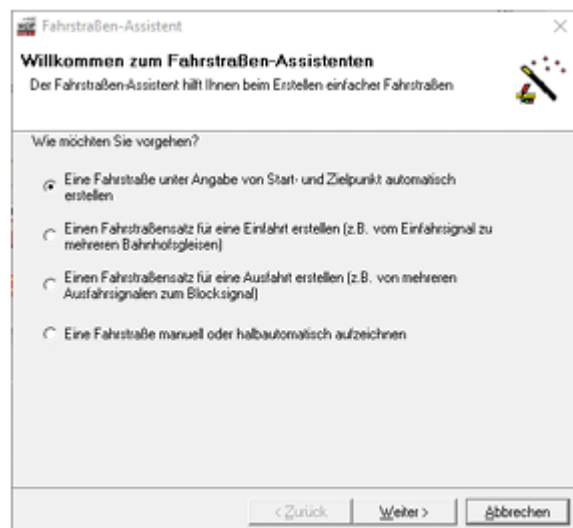 Fahrstraßen-Assistent
Willkommen zum Fahrstraßen-Assistenten
Der Fahrstraßen-Assistent hilft Ihnen beim Erstellen einfacher Fahrstraßen
Wie möchten Sie vorgehen?
Eine Fahrstraße unter Angabe von Start- und Zielpunkt automatisch
erstellen
Einen Fahrstraßensatz für eine Einfahrt erstellen (z.B. vom Einfahrsignal zu
mehreren Bahnhofsgleisen)
Einen Fahrstraßensatz für eine Ausfahrt erstellen (z.B. von mehreren
Ausfahrsignalen zum Blocksignal)
Eine Fahrstraße manuell oder halbautomatisch aufzeichnen
< Zurück Weiter > Abbrechen